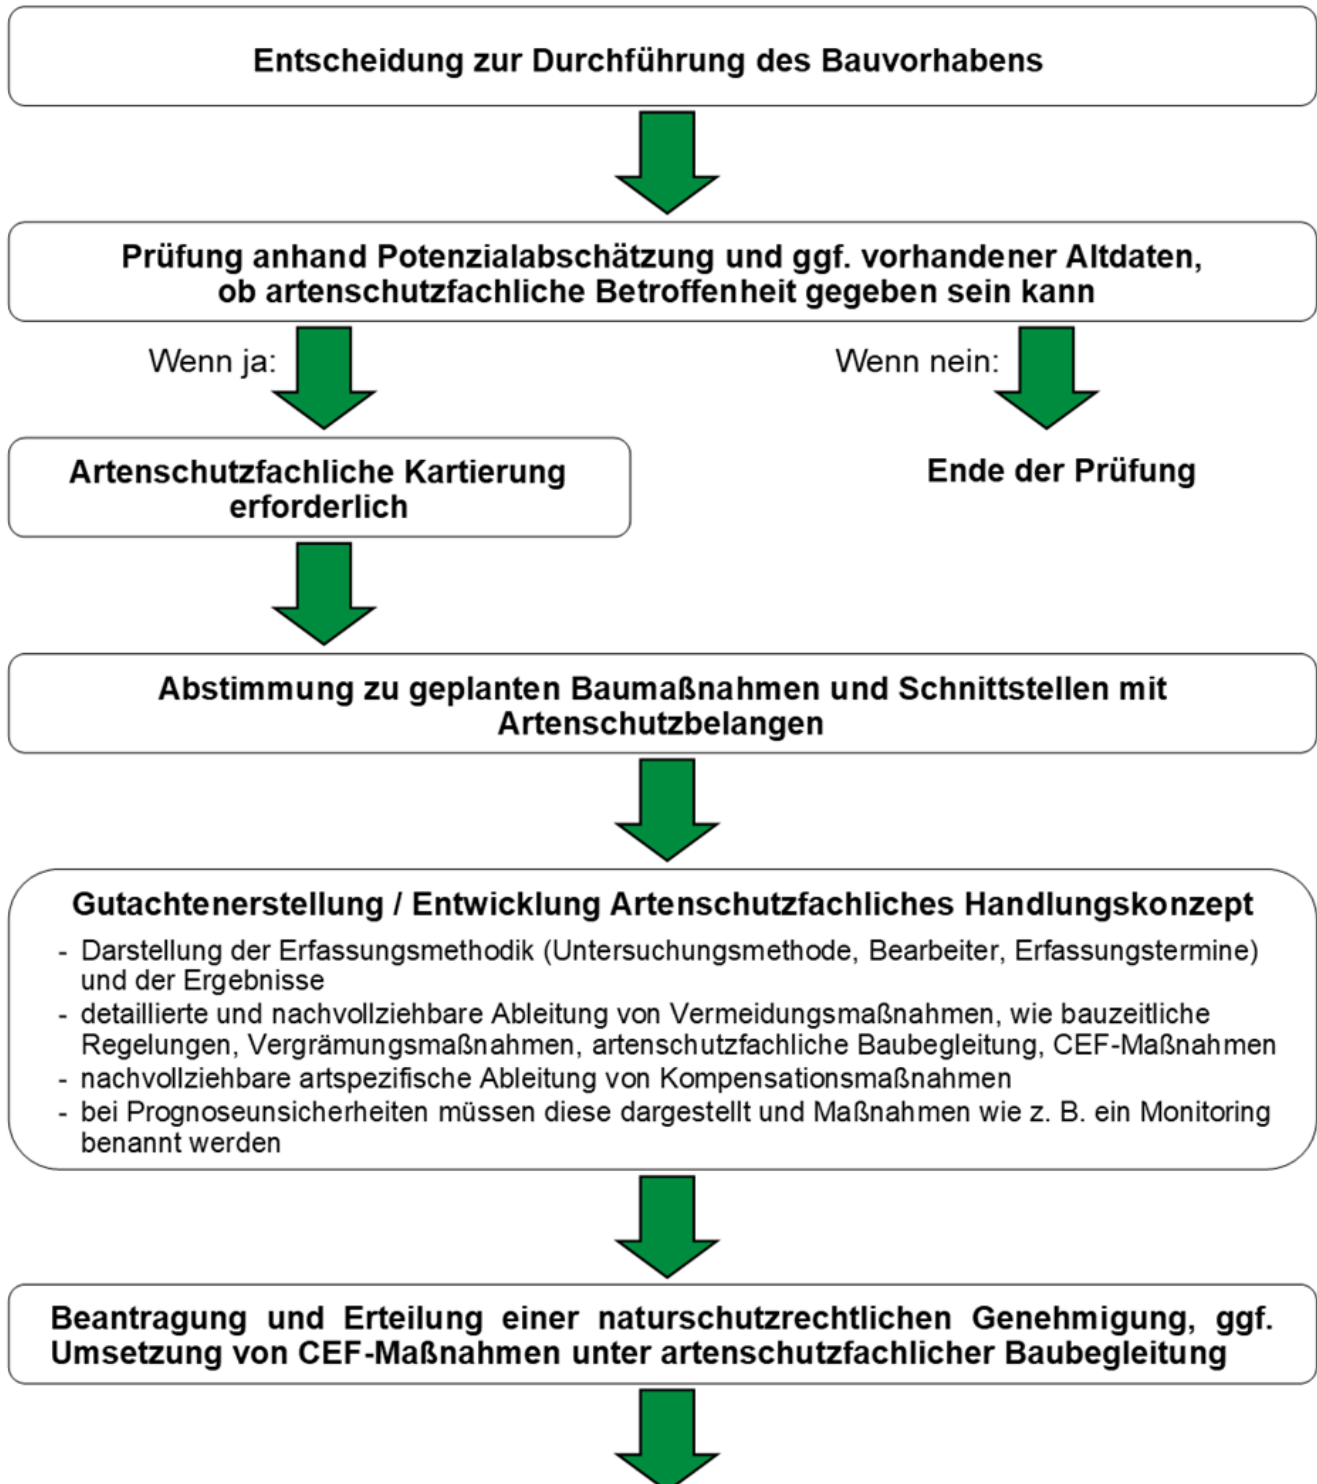 Entscheidung zur Durchführung des Bauvorhabens
Prüfung anhand Potenzialabschätzung und ggf. vorhandener Altdaten,
ob artenschutzfachliche Betroffenheit gegeben sein kann
Wenn ja:
Wenn nein:
Artenschutzfachliche Kartierung
erforderlich
Ende der Prüfung
Abstimmung zu geplanten Baumaßnahmen und Schnittstellen mit
Artenschutzbelangen
Gutachtenerstellung / Entwicklung Artenschutzfachliches Handlungskonzept
- Darstellung der Erfassungsmethodik (Untersuchungsmethode, Bearbeiter, Erfassungstermine)
und der Ergebnisse
- detaillierte und nachvollziehbare Ableitung von Vermeidungsmaßnahmen, wie bauzeitliche
Regelungen, Vergrämungsmaßnahmen, artenschutzfachliche Baubegleitung, CEF-Maßnahmen
- nachvollziehbare artspezifische Ableitung von Kompensationsmaßnahmen
- bei Prognoseunsicherheiten müssen diese dargestellt und Maßnahmen wie z. B. ein Monitoring
benannt werden
Beantragung und Erteilung einer naturschutzrechtlichen Genehmigung, ggf.
Umsetzung von CEF-Maßnahmen unter artenschutzfachlicher Baubegleitung